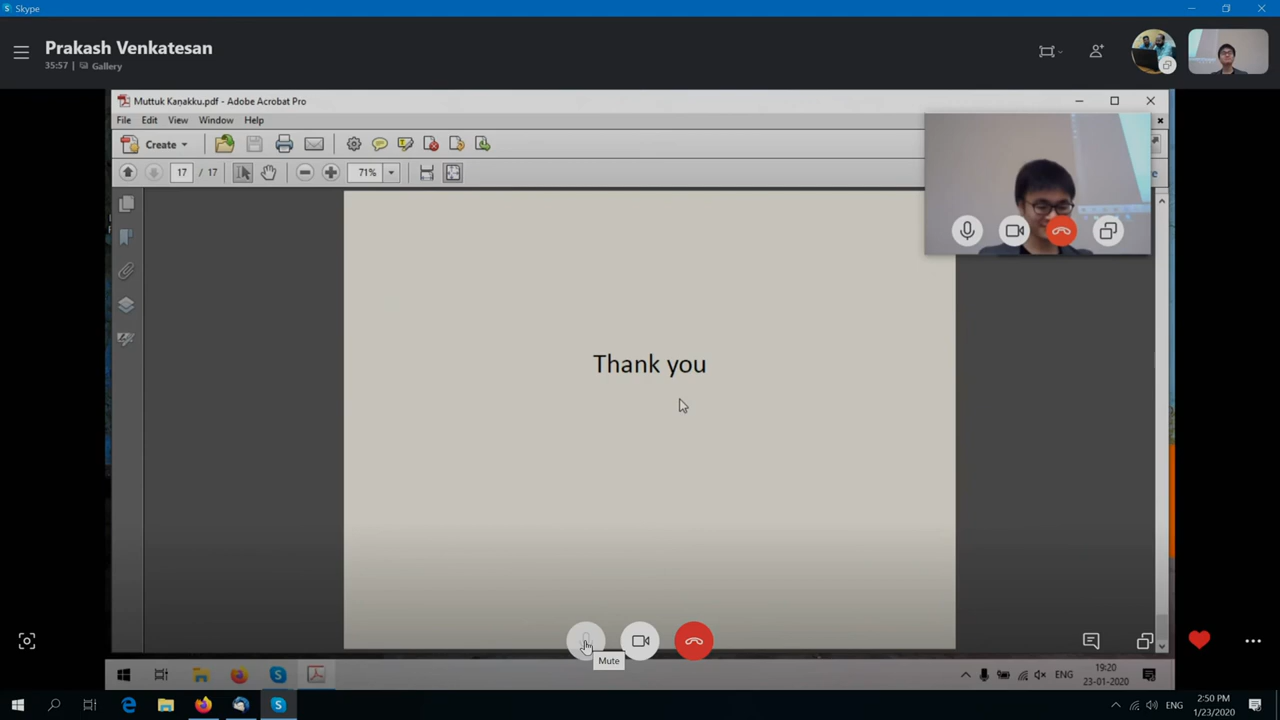 Skype
Prakash Venkatesan
35:57 | Gallery
Muttuk Kaṇakku.pdf - Adobe Acrobat Pro
File Edit View Window Help
Create
17 / 17 71%
Thank you
Mute
19:20
ENG
23-01-2020
2:50 PM
ENG
1/23/2020